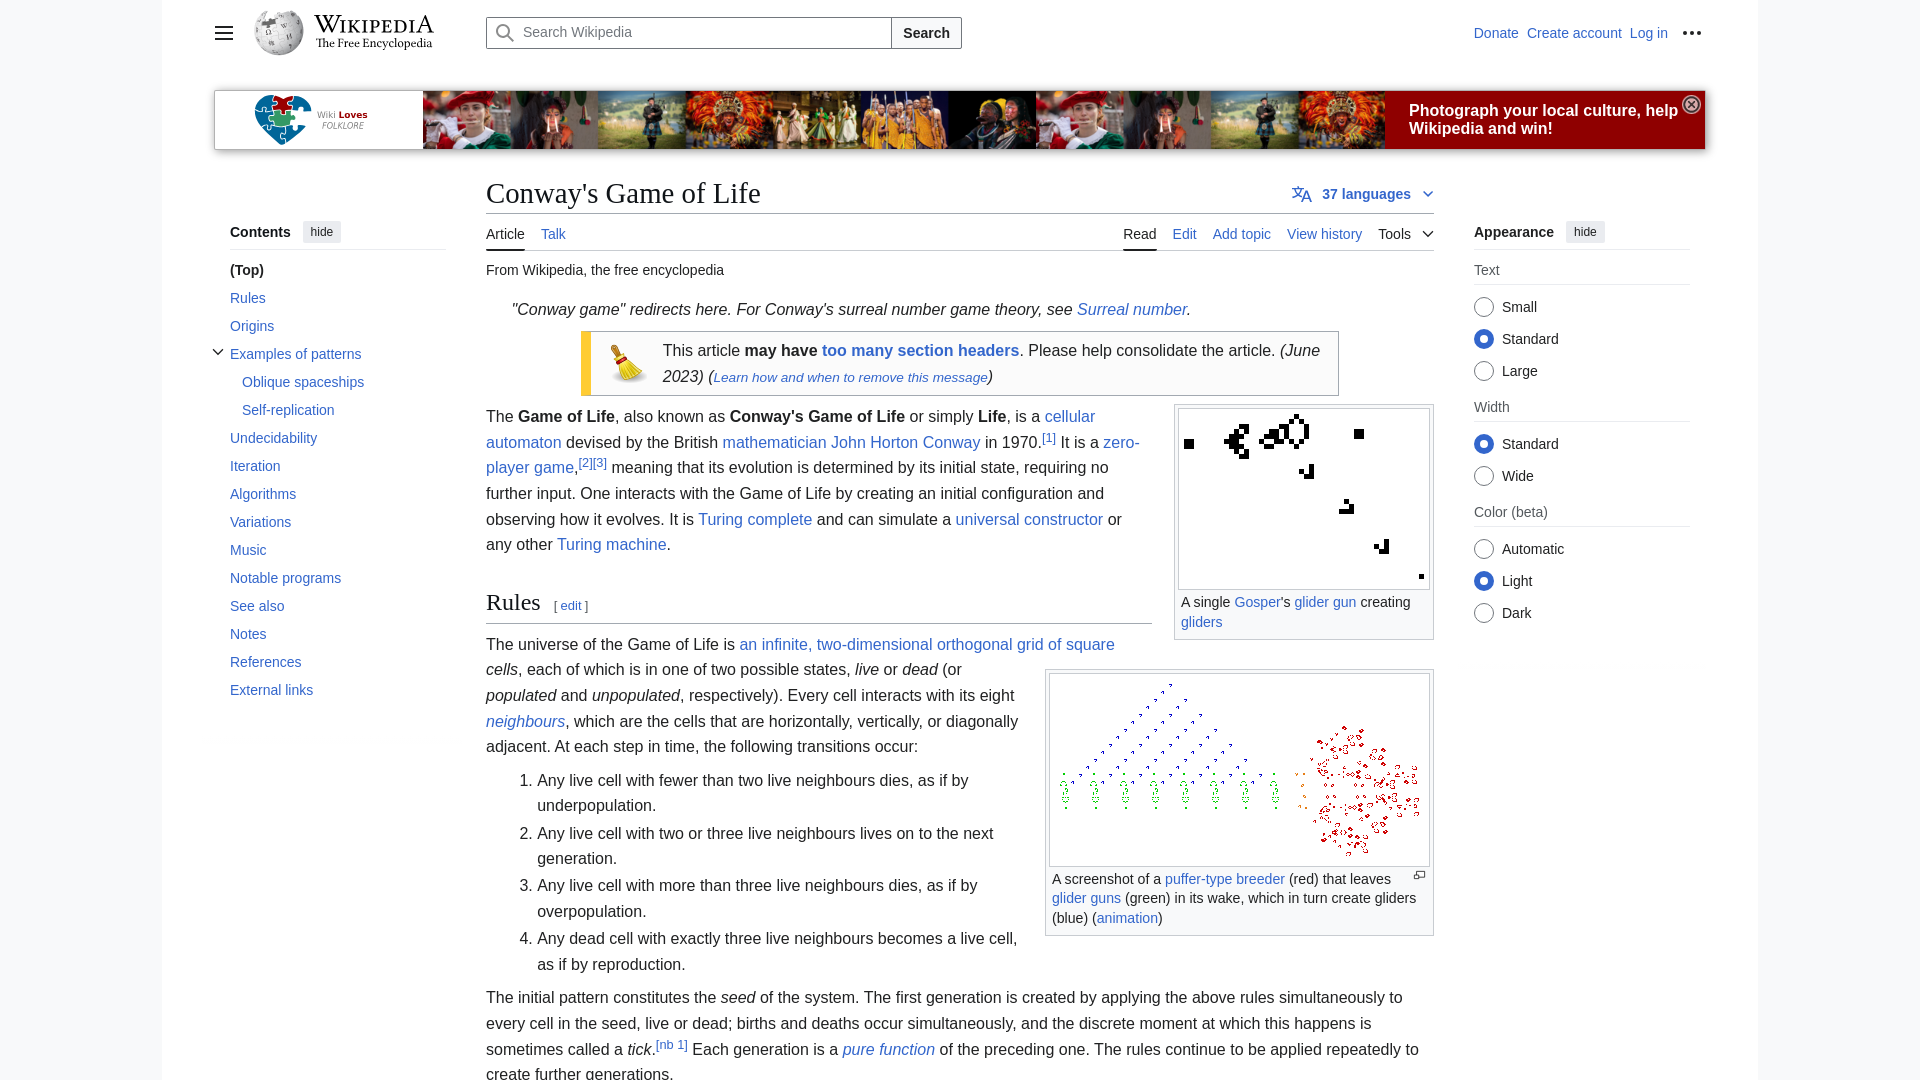 WIKIPEDIA
The Free Encyclopedia
Search Wikipedia
Search
Donate Create account Log in
Wiki Loves
FOLKLORE
Photograph your local culture, help
Wikipedia and win!
Conway's Game of Life
37 languages
Contents hide
(Top)
Rules
Origins
Examples of patterns
Oblique spaceships
Self-replication
Undecidability
Iteration
Algorithms
Variations
Music
Notable programs
See also
Notes
References
External links
Article Talk
Read Edit Add topic View history Tools
From Wikipedia, the free encyclopedia
"Conway game" redirects here. For Conway's surreal number game theory, see Surreal number.
This article may have too many section headers. Please help consolidate the article. (June
2023) (Learn how and when to remove this message)
The Game of Life, also known as Conway's Game of Life or simply Life, is a cellular
automaton devised by the British mathematician John Horton Conway in 1970.[1] It is a zero-
player game,[2][3] meaning that its evolution is determined by its initial state, requiring no
further input. One interacts with the Game of Life by creating an initial configuration and
observing how it evolves. It is Turing complete and can simulate a universal constructor or
any other Turing machine.
A single Gosper's glider gun creating
gliders
Rules [ edit ]
The universe of the Game of Life is an infinite, two-dimensional orthogonal grid of square
cells, each of which is in one of two possible states, live or dead (or
populated and unpopulated, respectively). Every cell interacts with its eight
neighbours, which are the cells that are horizontally, vertically, or diagonally
adjacent. At each step in time, the following transitions occur:
1. Any live cell with fewer than two live neighbours dies, as if by
underpopulation.
2. Any live cell with two or three live neighbours lives on to the next
generation.
3. Any live cell with more than three live neighbours dies, as if by
overpopulation.
4. Any dead cell with exactly three live neighbours becomes a live cell,
as if by reproduction.
A screenshot of a puffer-type breeder (red) that leaves
glider guns (green) in its wake, which in turn create gliders
(blue) (animation)
The initial pattern constitutes the seed of the system. The first generation is created by applying the above rules simultaneously to
every cell in the seed, live or dead; births and deaths occur simultaneously, and the discrete moment at which this happens is
sometimes called a tick.[nb 1] Each generation is a pure function of the preceding one. The rules continue to be applied repeatedly to
create further generations.
Appearance hide
Text
Small
Standard
Large
Width
Standard
Wide
Color (beta)
Automatic
Light
Dark